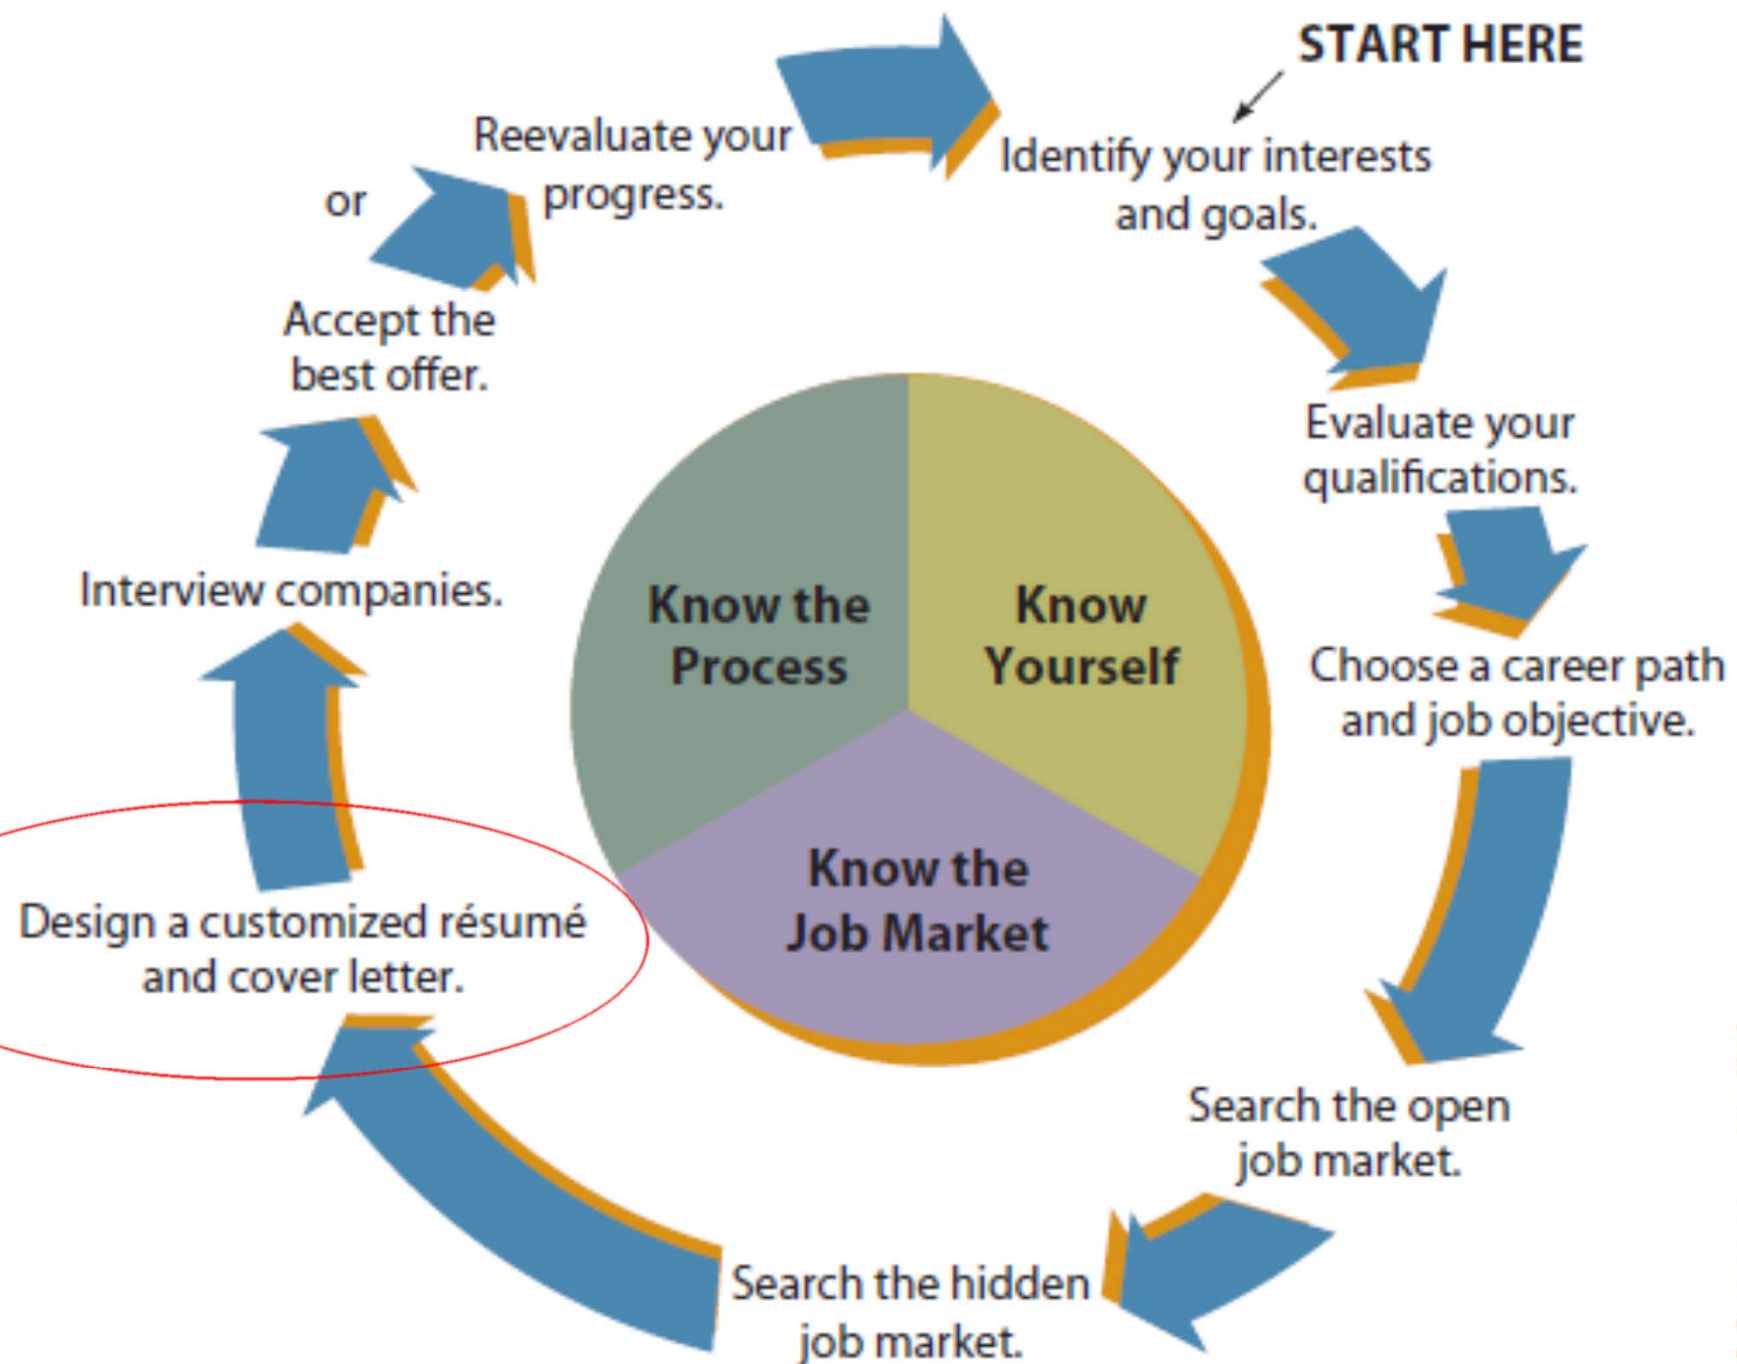 START HERE
Identify your interests
and goals.
Evaluate your
qualifications.
Choose a career path
and job objective.
Search the open
job market.
Search the hidden
job market.
Design a customized résumé
and cover letter.
Interview companies.
Accept the
best offer.
or
Reevaluate your
progress.
Know the
Process
Know
Yourself
Know the
Job Market